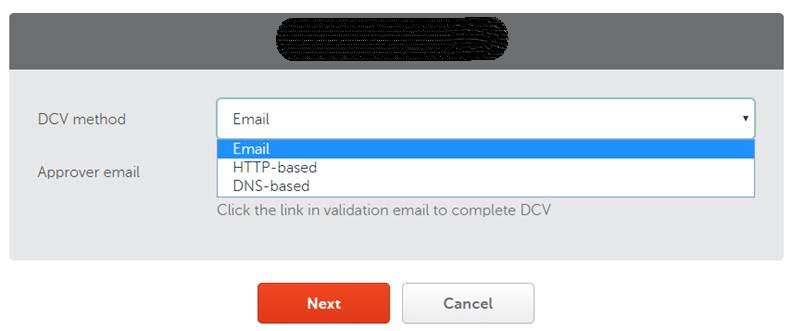 DCV method
Email
Email
HTTP-based
Approver email
DNS-based
Click the link in validation email to complete DCV
Next
Cancel